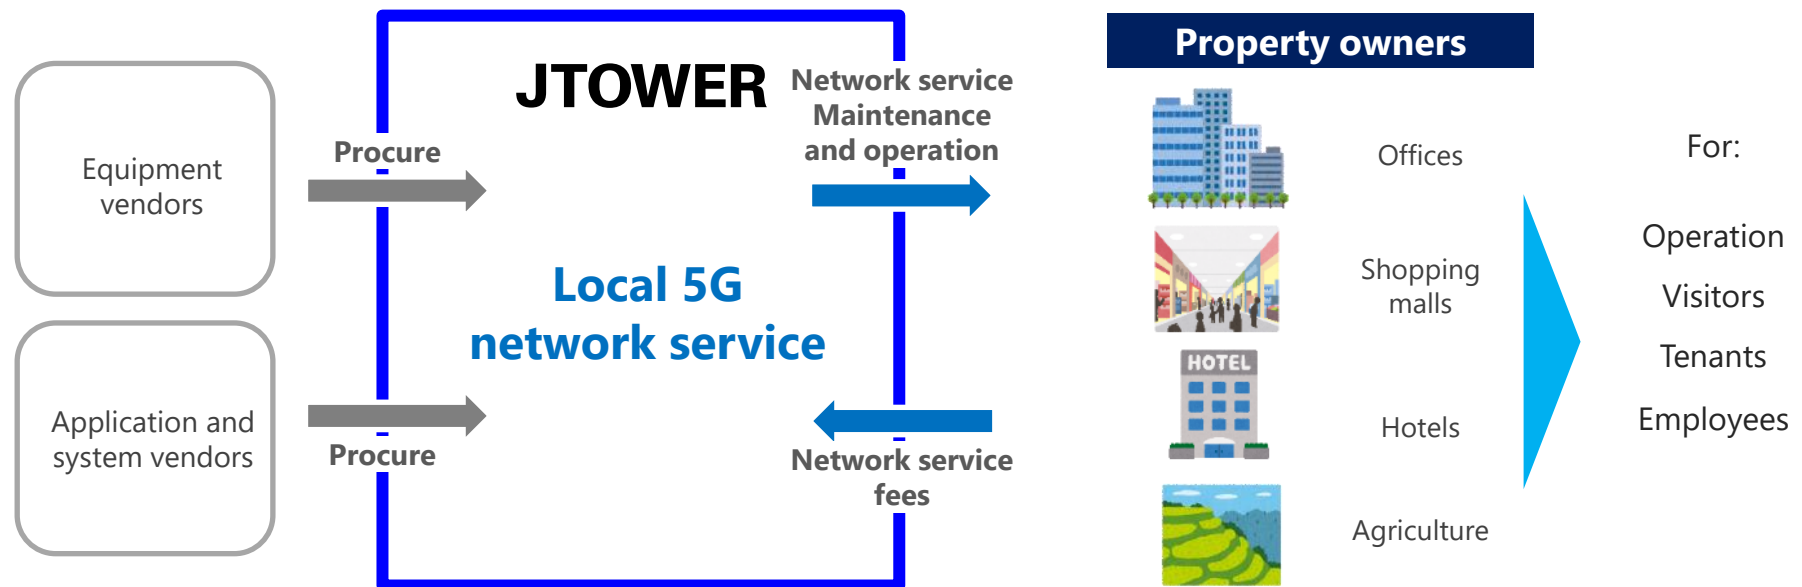 Equipment
vendors
Application and
system vendors
Procure
Procure
JTOWER
Local 5G
network service
Network service
Maintenance
and operation
Network service
fees
Property owners
Offices
Shopping
malls
HOTEL
Hotels
Agriculture
For:
Operation
Visitors
Tenants
Employees